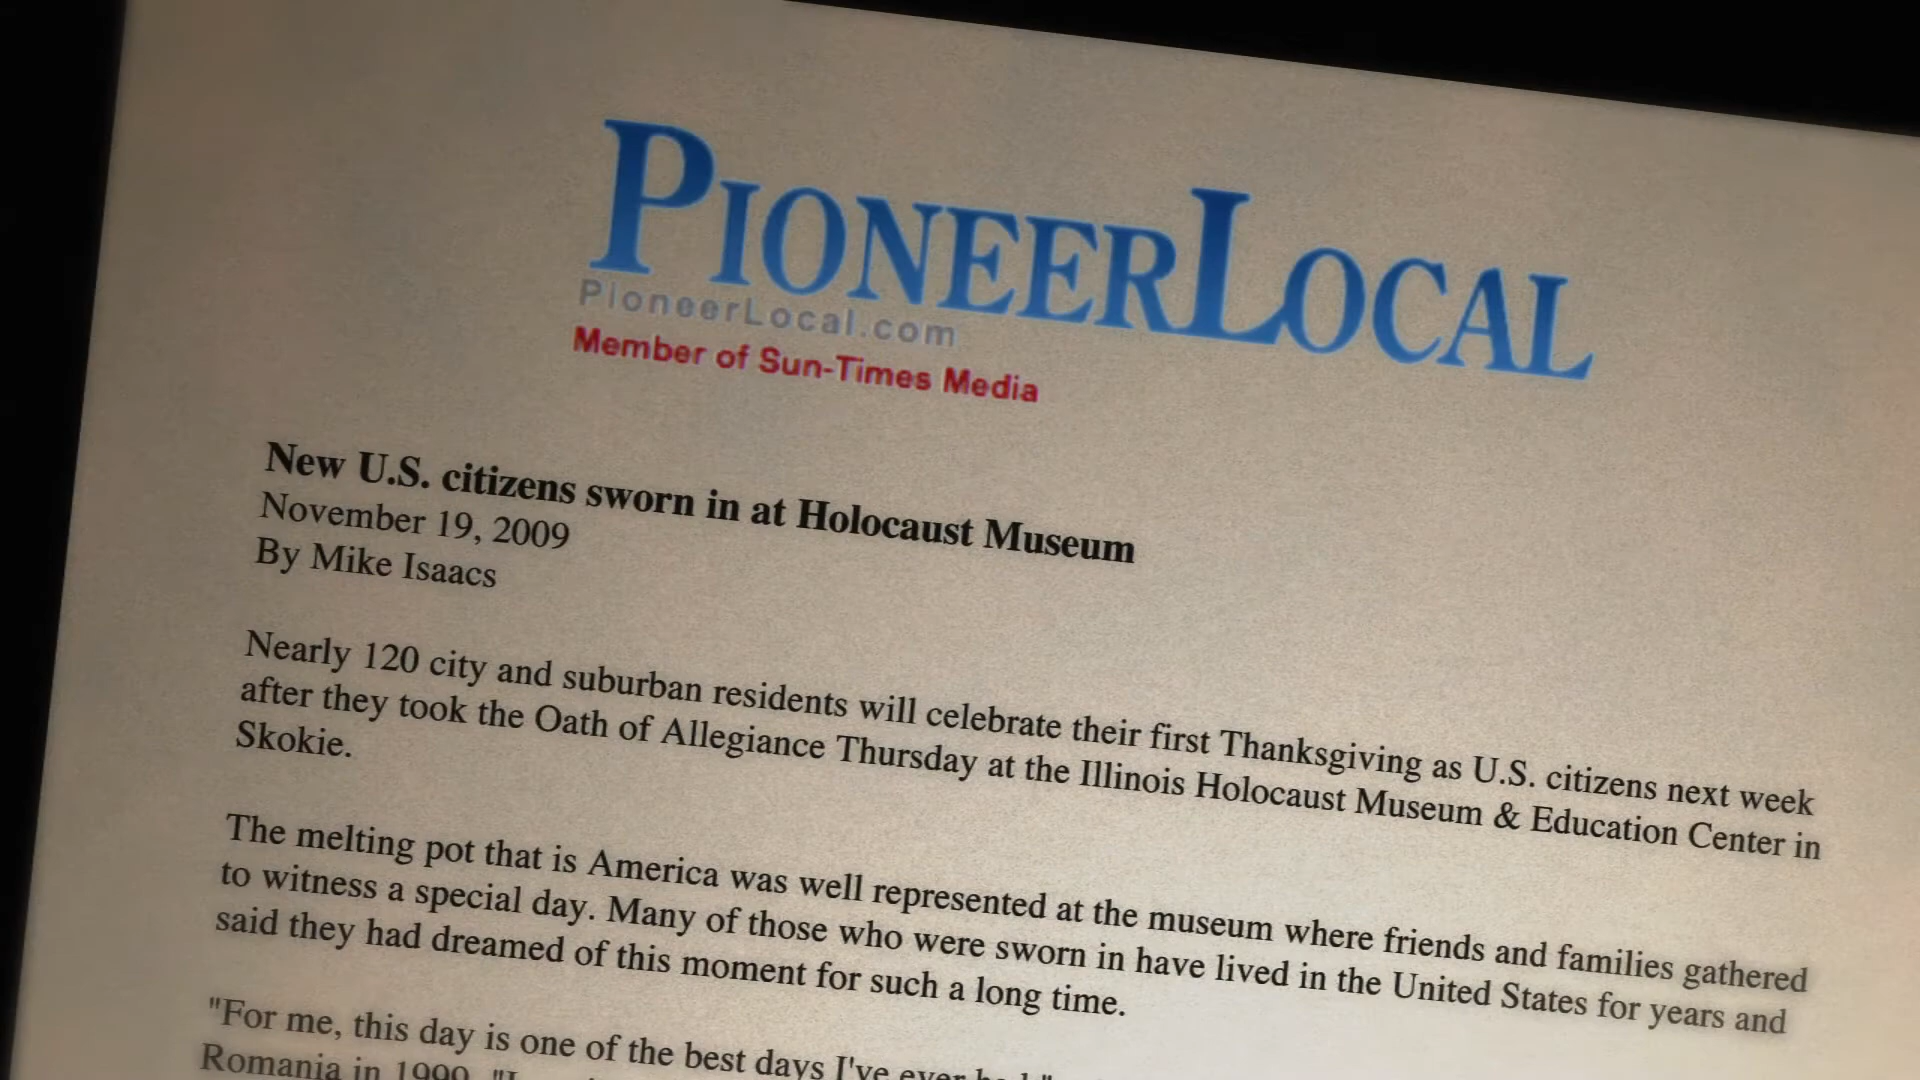 PIONEERLOCAL
PioneerLocal.com
Member of Sun-Times Media
New U.S. citizens sworn in at Holocaust Museum
November 19, 2009
By Mike Isaacs
Nearly 120 city and suburban residents will celebrate their first Thanksgiving as U.S. citizens next week
after they took the Oath of Allegiance Thursday at the Illinois Holocaust Museum & Education Center in
Skokie.
The melting pot that is America was well represented at the museum where friends and families gathered
to witness a special day. Many of those who were sworn in have lived in the United States for years and
said they had dreamed of this moment for such a long time.
"For me, this day is one of the best days I've ever
Romania in 1990.